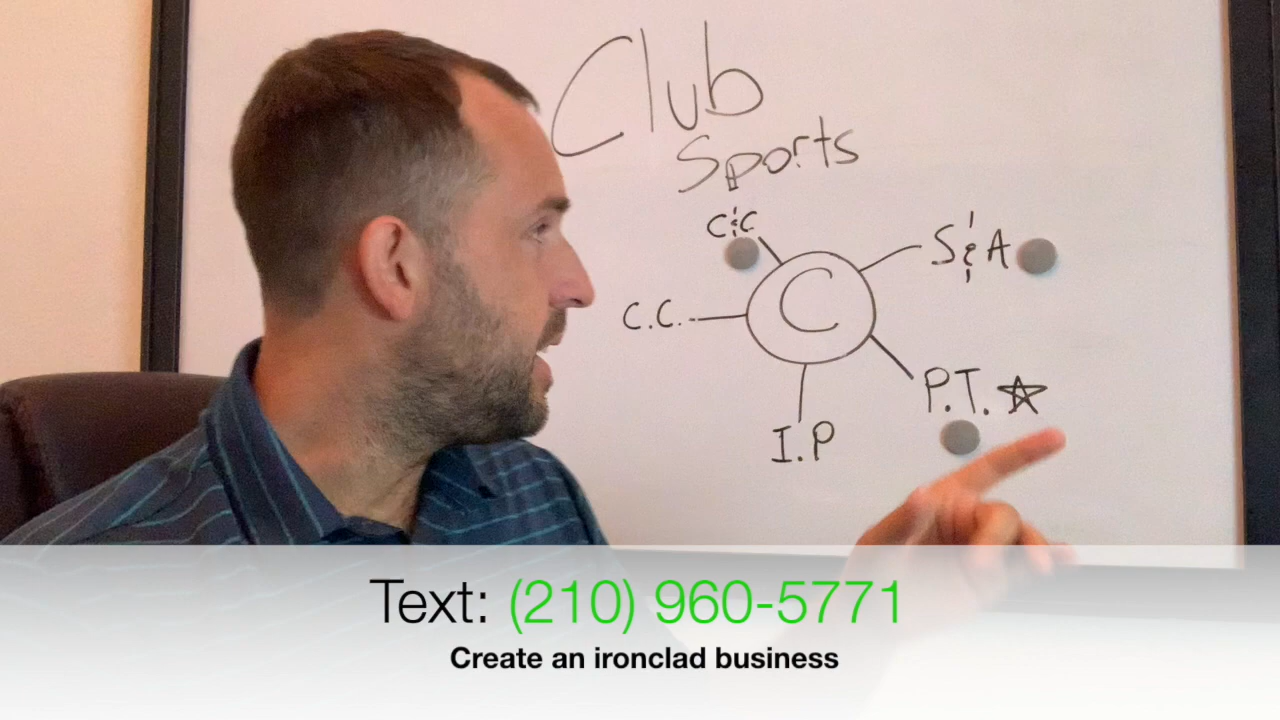 Club
Sports
C&C
S&A
C.C.
C
P.T. ☆
I.P
Text: (210) 960-5771
Create an ironclad business